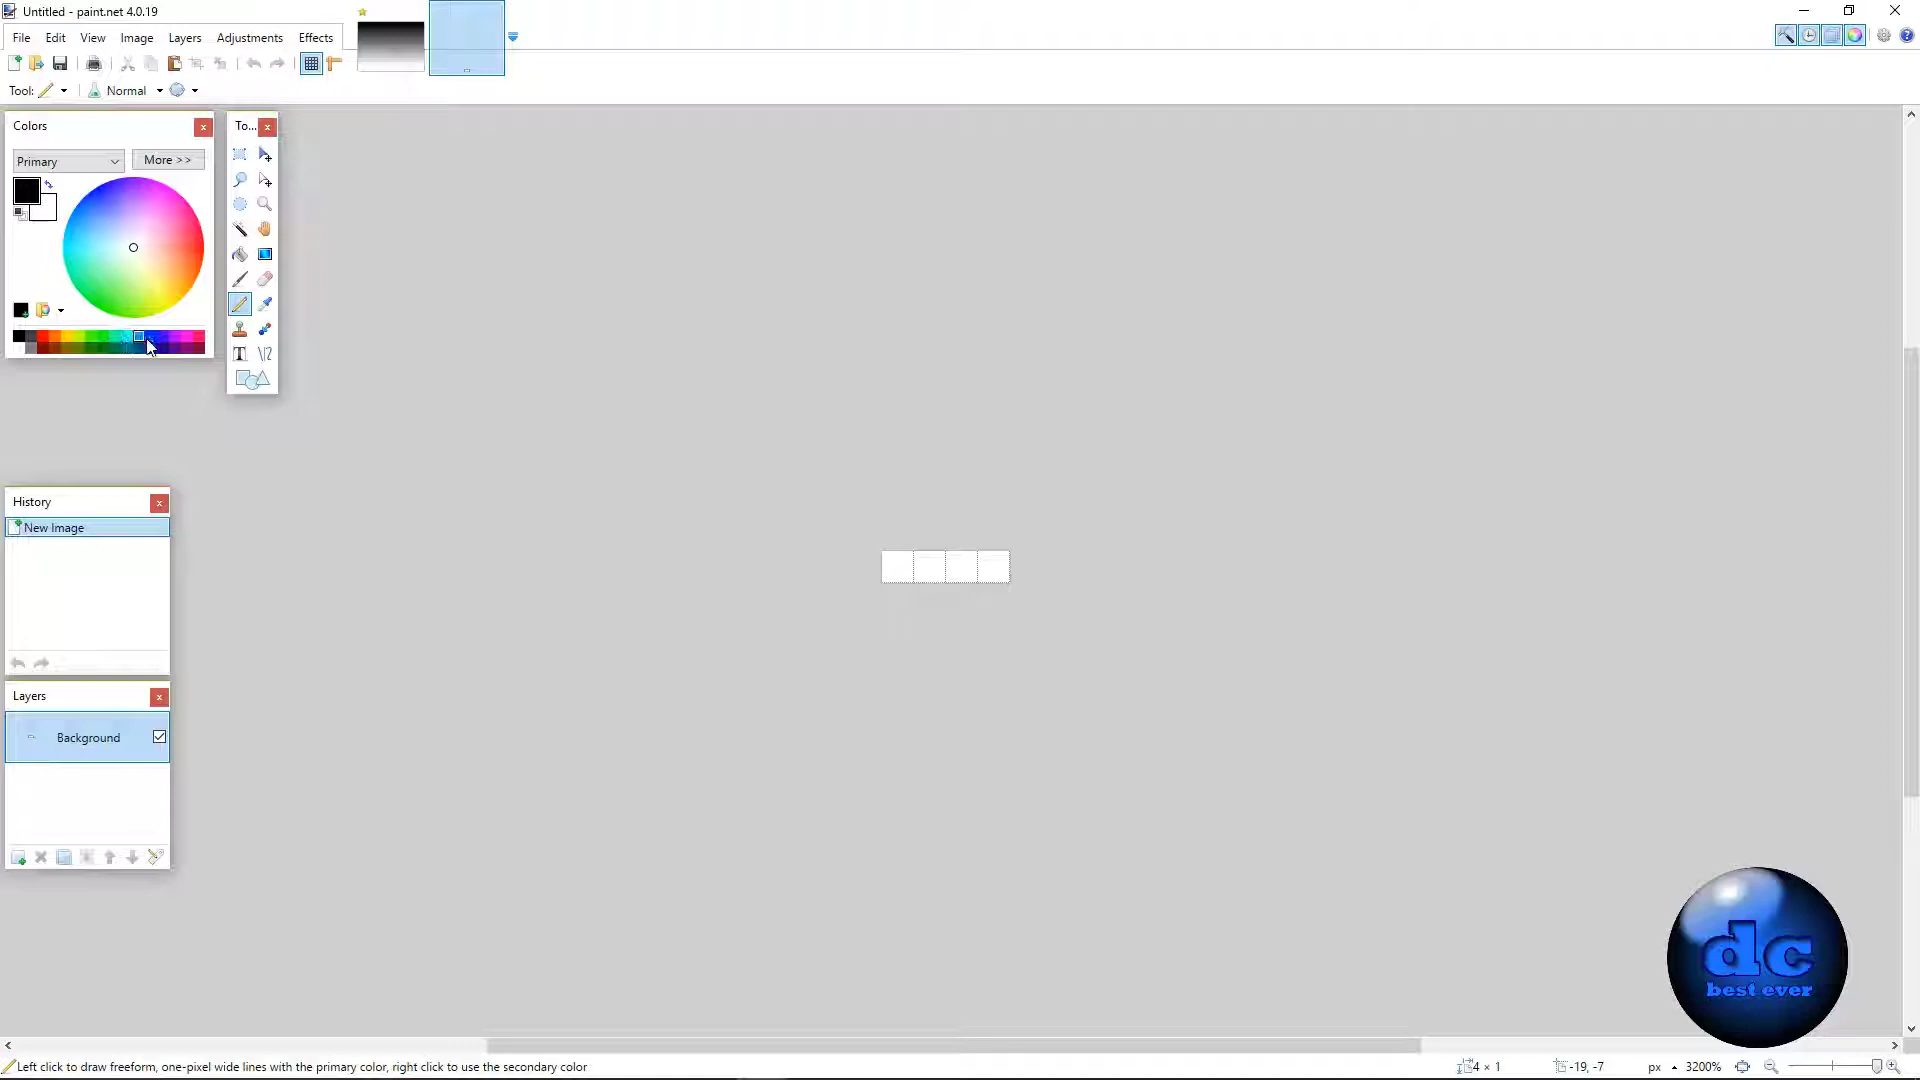 Untitled - paint.net 4.0.19
File Edit View Image Layers Adjustments Effects
Tool: Normal
Colors
To...
Primary
More >>
History
New Image
Layers
Background
dc
best ever
Left click to draw freeform, one-pixel wide lines with the primary color, right click to use the secondary color
4 × 1
-19, -7
px
3200%